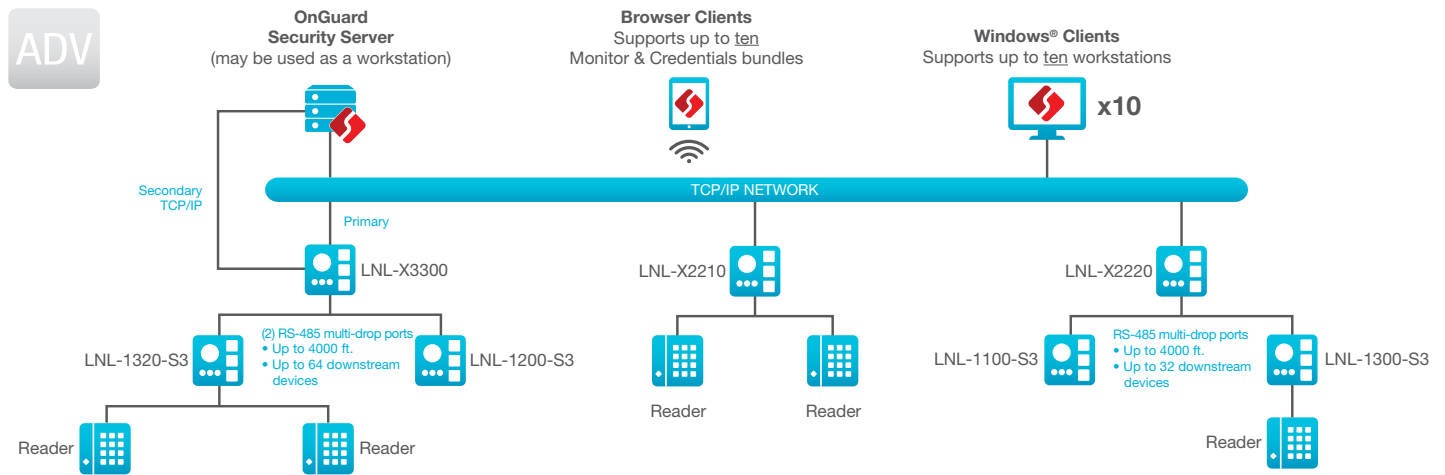 ADV
OnGuard
Security Server
(may be used as a workstation)
Browser Clients
Supports up to ten
Monitor & Credentials bundles
Windows® Clients
Supports up to ten workstations
x10
Secondary
TCP/IP
TCP/IP NETWORK
Primary
LNL-X3300
LNL-X2210
LNL-X2220
LNL-1320-S3
(2) RS-485 multi-drop ports
• Up to 4000 ft.
• Up to 64 downstream
devices
LNL-1200-S3
LNL-1100-S3
RS-485 multi-drop ports
• Up to 4000 ft.
• Up to 32 downstream
devices
LNL-1300-S3
Reader
Reader
Reader
Reader
Reader